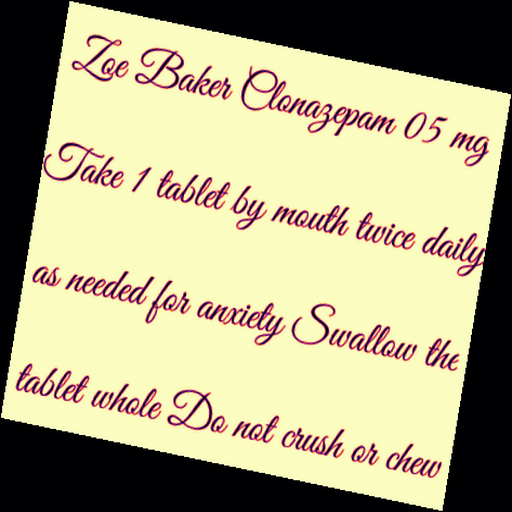 Zoe Baker Clonazepam 05 mg
Take 1 tablet by mouth twice daily
as needed for anxiety Swallow the
tablet whole Do not crush or chew